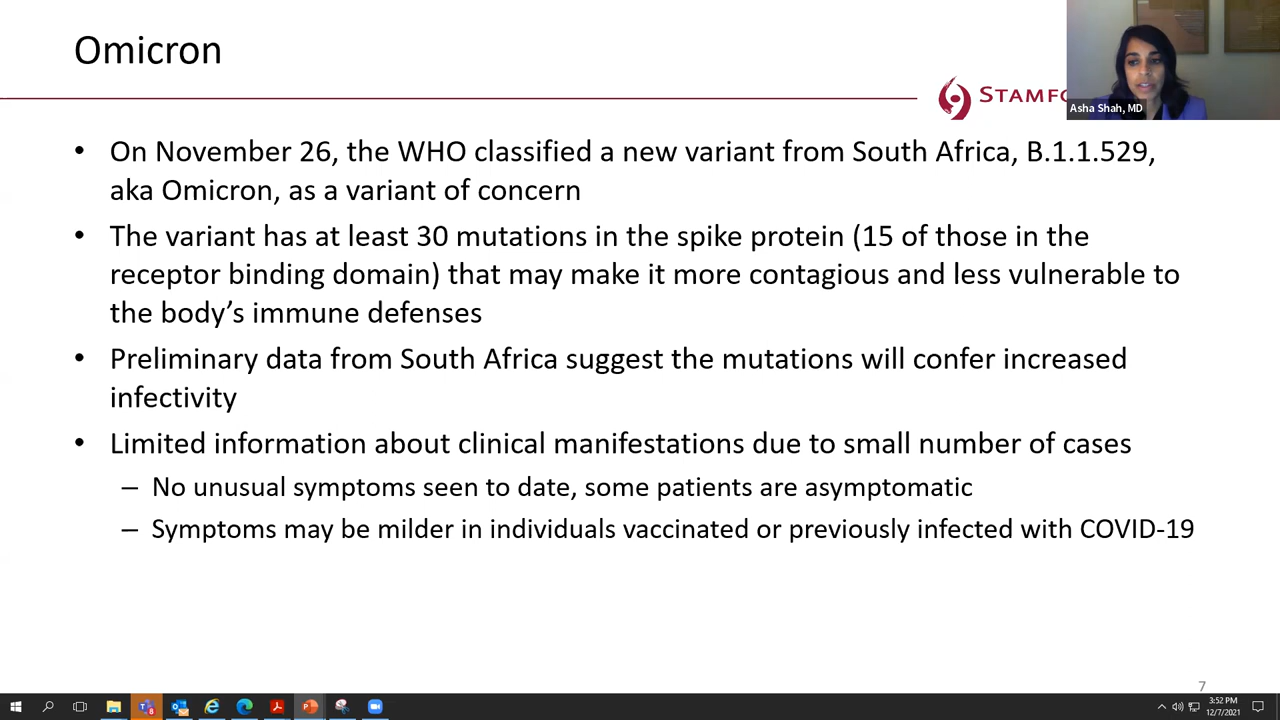 Omicron
STAMFO
Asha Shah, MD
• On November 26, the WHO classified a new variant from South Africa, B.1.1.529,
aka Omicron, as a variant of concern
• The variant has at least 30 mutations in the spike protein (15 of those in the
receptor binding domain) that may make it more contagious and less vulnerable to
the body’s immune defenses
• Preliminary data from South Africa suggest the mutations will confer increased
infectivity
• Limited information about clinical manifestations due to small number of cases
– No unusual symptoms seen to date, some patients are asymptomatic
– Symptoms may be milder in individuals vaccinated or previously infected with COVID-19
7
3:52 PM
12/7/2021